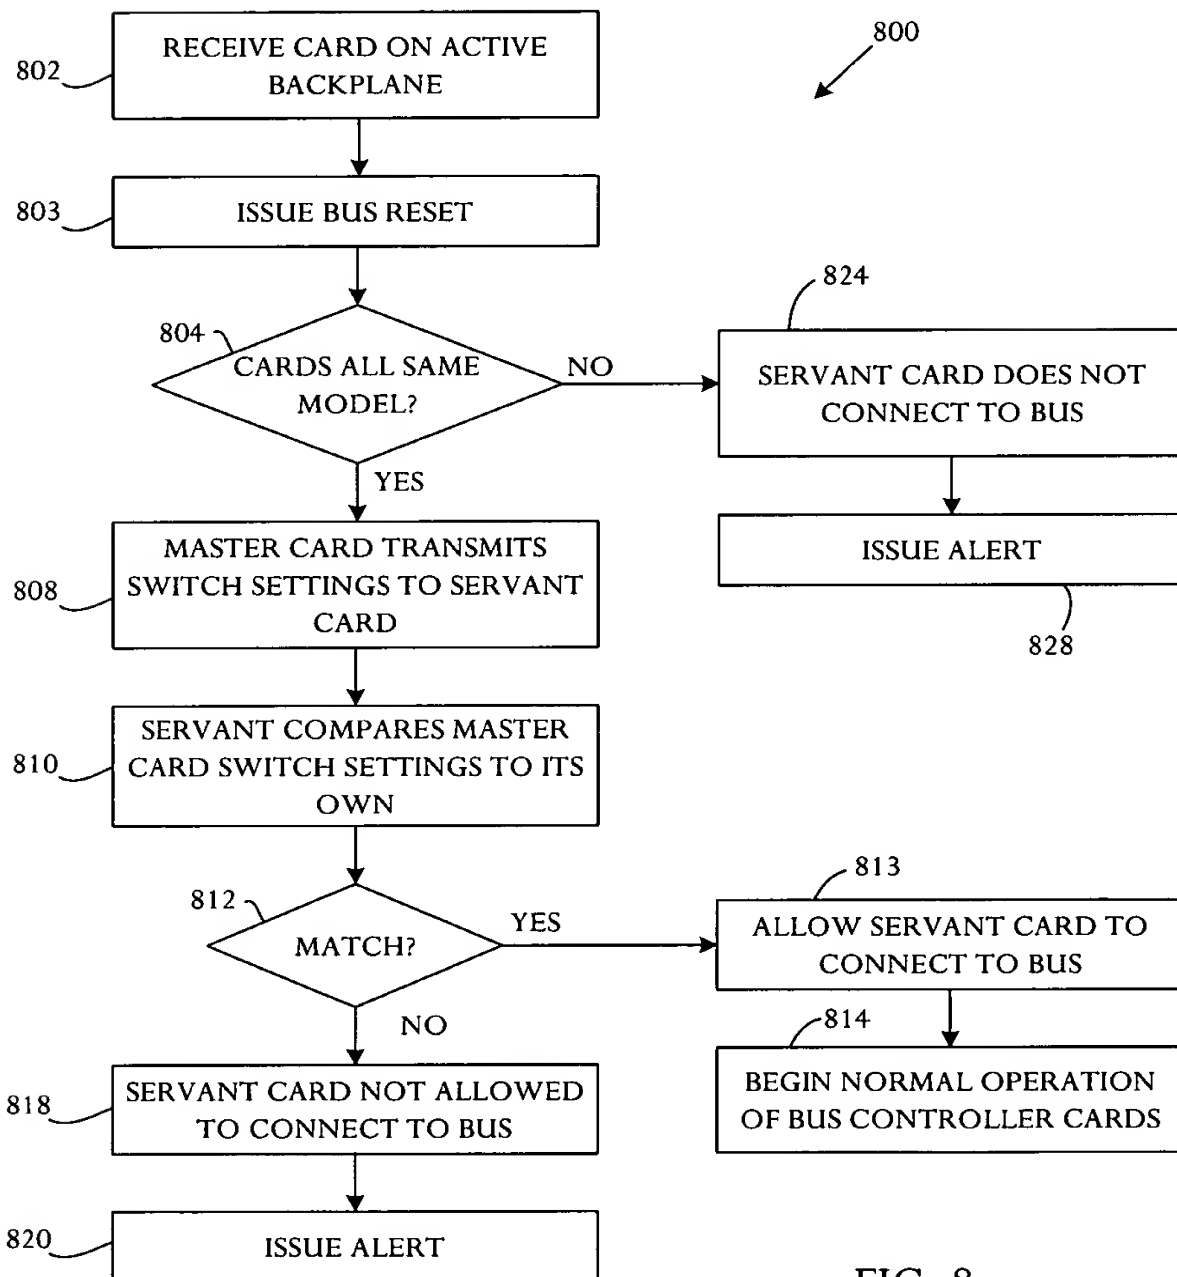 800
802
RECEIVE CARD ON ACTIVE
BACKPLANE
803
ISSUE BUS RESET
804
CARDS ALL SAME
MODEL?
NO
YES
824
SERVANT CARD DOES NOT
CONNECT TO BUS
ISSUE ALERT
828
808
MASTER CARD TRANSMITS
SWITCH SETTINGS TO SERVANT
CARD
810
SERVANT COMPARES MASTER
CARD SWITCH SETTINGS TO ITS
OWN
812
MATCH?
YES
NO
813
ALLOW SERVANT CARD TO
CONNECT TO BUS
814
BEGIN NORMAL OPERATION
OF BUS CONTROLLER CARDS
818
SERVANT CARD NOT ALLOWED
TO CONNECT TO BUS
820
ISSUE ALERT
FIG. 8